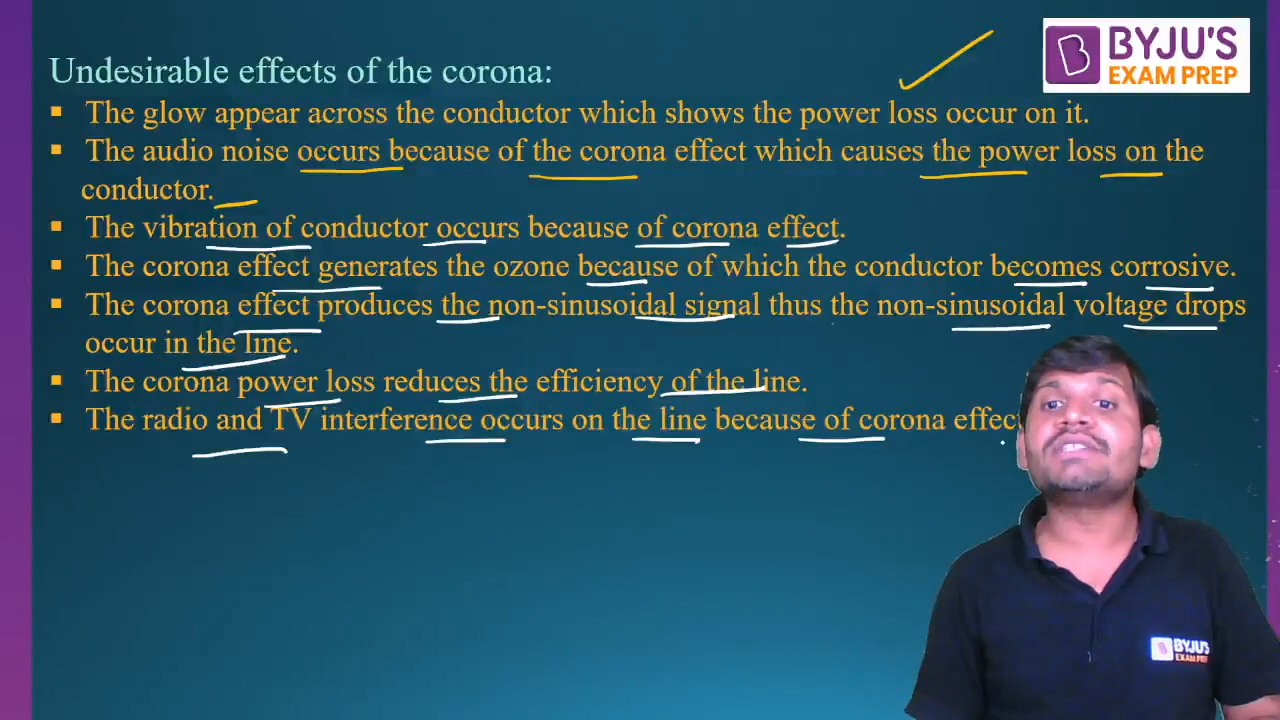 BYJU'S
EXAM PREP
Undesirable effects of the corona:
▪ The glow appear across the conductor which shows the power loss occur on it.
▪ The audio noise occurs because of the corona effect which causes the power loss on the
conductor.
▪ The vibration of conductor occurs because of corona effect.
▪ The corona effect generates the ozone because of which the conductor becomes corrosive.
▪ The corona effect produces the non-sinusoidal signal thus the non-sinusoidal voltage drops
occur in the line.
▪ The corona power loss reduces the efficiency of the line.
▪ The radio and TV interference occurs on the line because of corona effec
BYJU'S
EXAM PREP